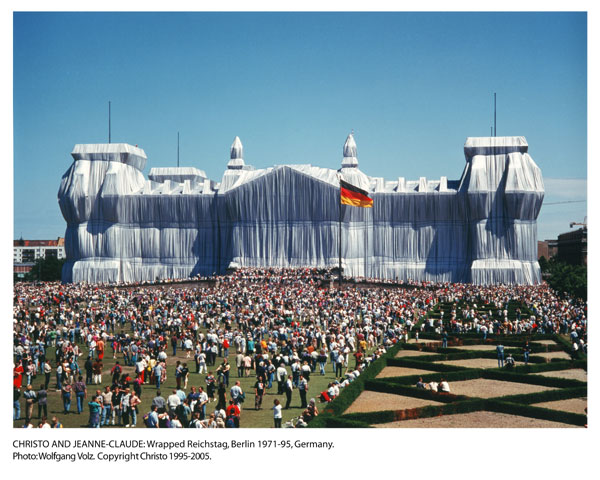 CHRISTO AND JEANNE-CLAUDE: Wrapped Reichstag, Berlin 1971-95, Germany.
Photo: Wolfgang Volz. Copyright Christo 1995-2005.